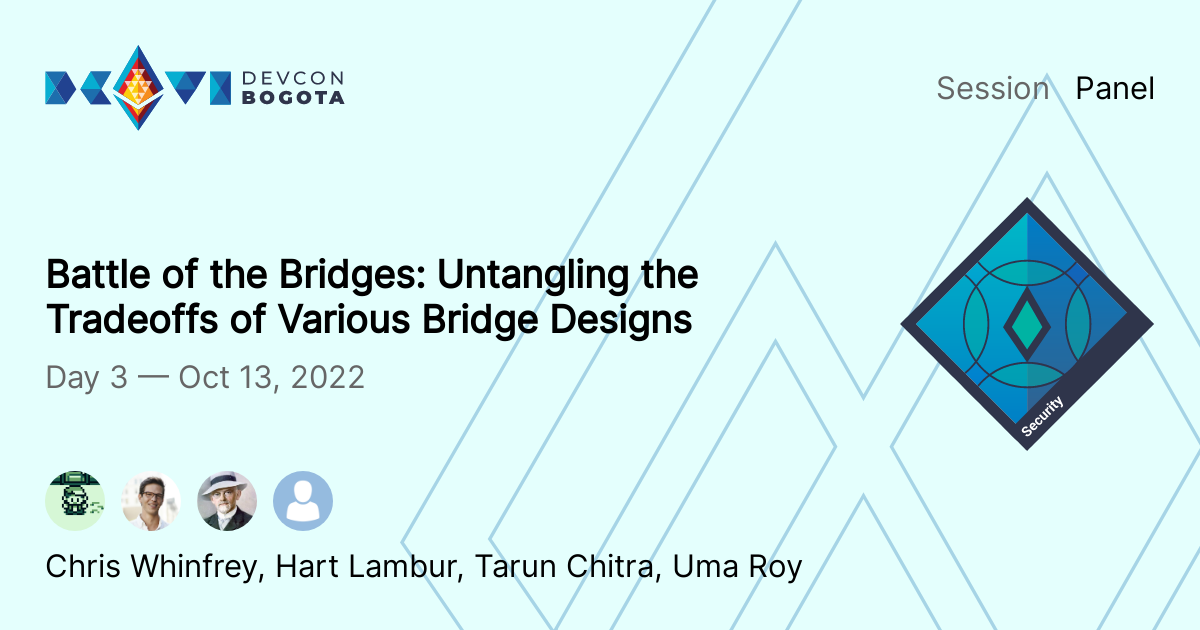 DEVCON
BOGOTA
Session Panel
Battle of the Bridges: Untangling the
Tradeoffs of Various Bridge Designs
Day 3 — Oct 13, 2022
Security
Chris Whinfrey, Hart Lambur, Tarun Chitra, Uma Roy